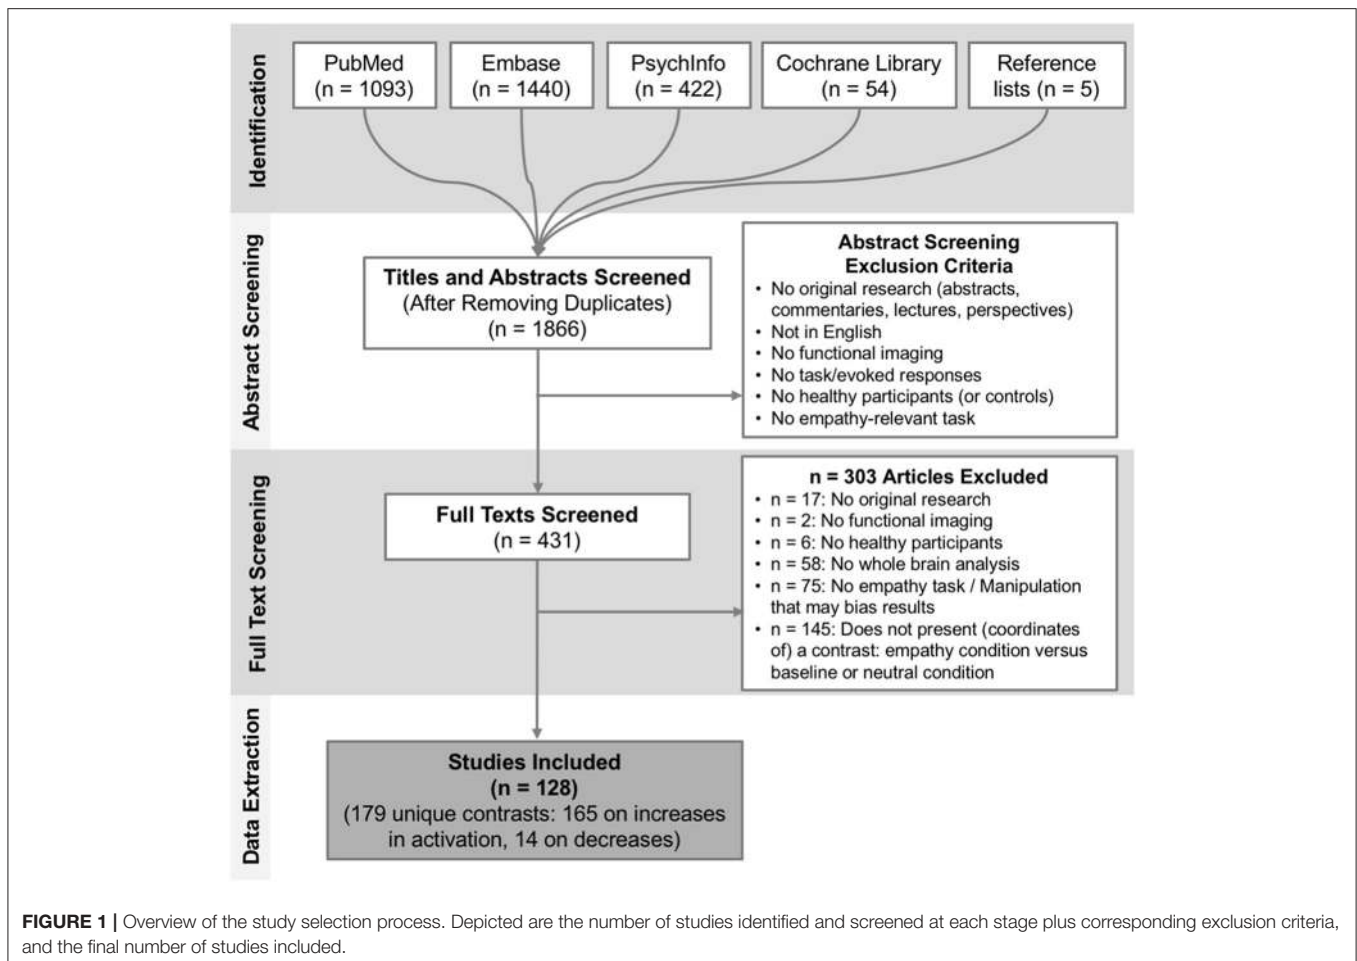 Identification
PubMed
(n = 1093)
Embase
(n = 1440)
PsychInfo
(n = 422)
Cochrane Library
(n = 54)
Reference
lists (n = 5)
Abstract Screening
Titles and Abstracts Screened
(After Removing Duplicates)
(n = 1866)
Abstract Screening
Exclusion Criteria
• No original research (abstracts,
commentaries, lectures, perspectives)
• Not in English
• No functional imaging
• No task/evoked responses
• No healthy participants (or controls)
• No empathy-relevant task
Full Text Screening
Full Texts Screened
(n = 431)
n = 303 Articles Excluded
• n = 17: No original research
• n = 2: No functional imaging
• n = 6: No healthy participants
• n = 58: No whole brain analysis
• n = 75: No empathy task / Manipulation
that may bias results
• n = 145: Does not present (coordinates
of) a contrast: empathy condition versus
baseline or neutral condition
Data Extraction
Studies Included
(n = 128)
(179 unique contrasts: 165 on increases
in activation, 14 on decreases)
FIGURE 1 | Overview of the study selection process. Depicted are the number of studies identified and screened at each stage plus corresponding exclusion criteria,
and the final number of studies included.